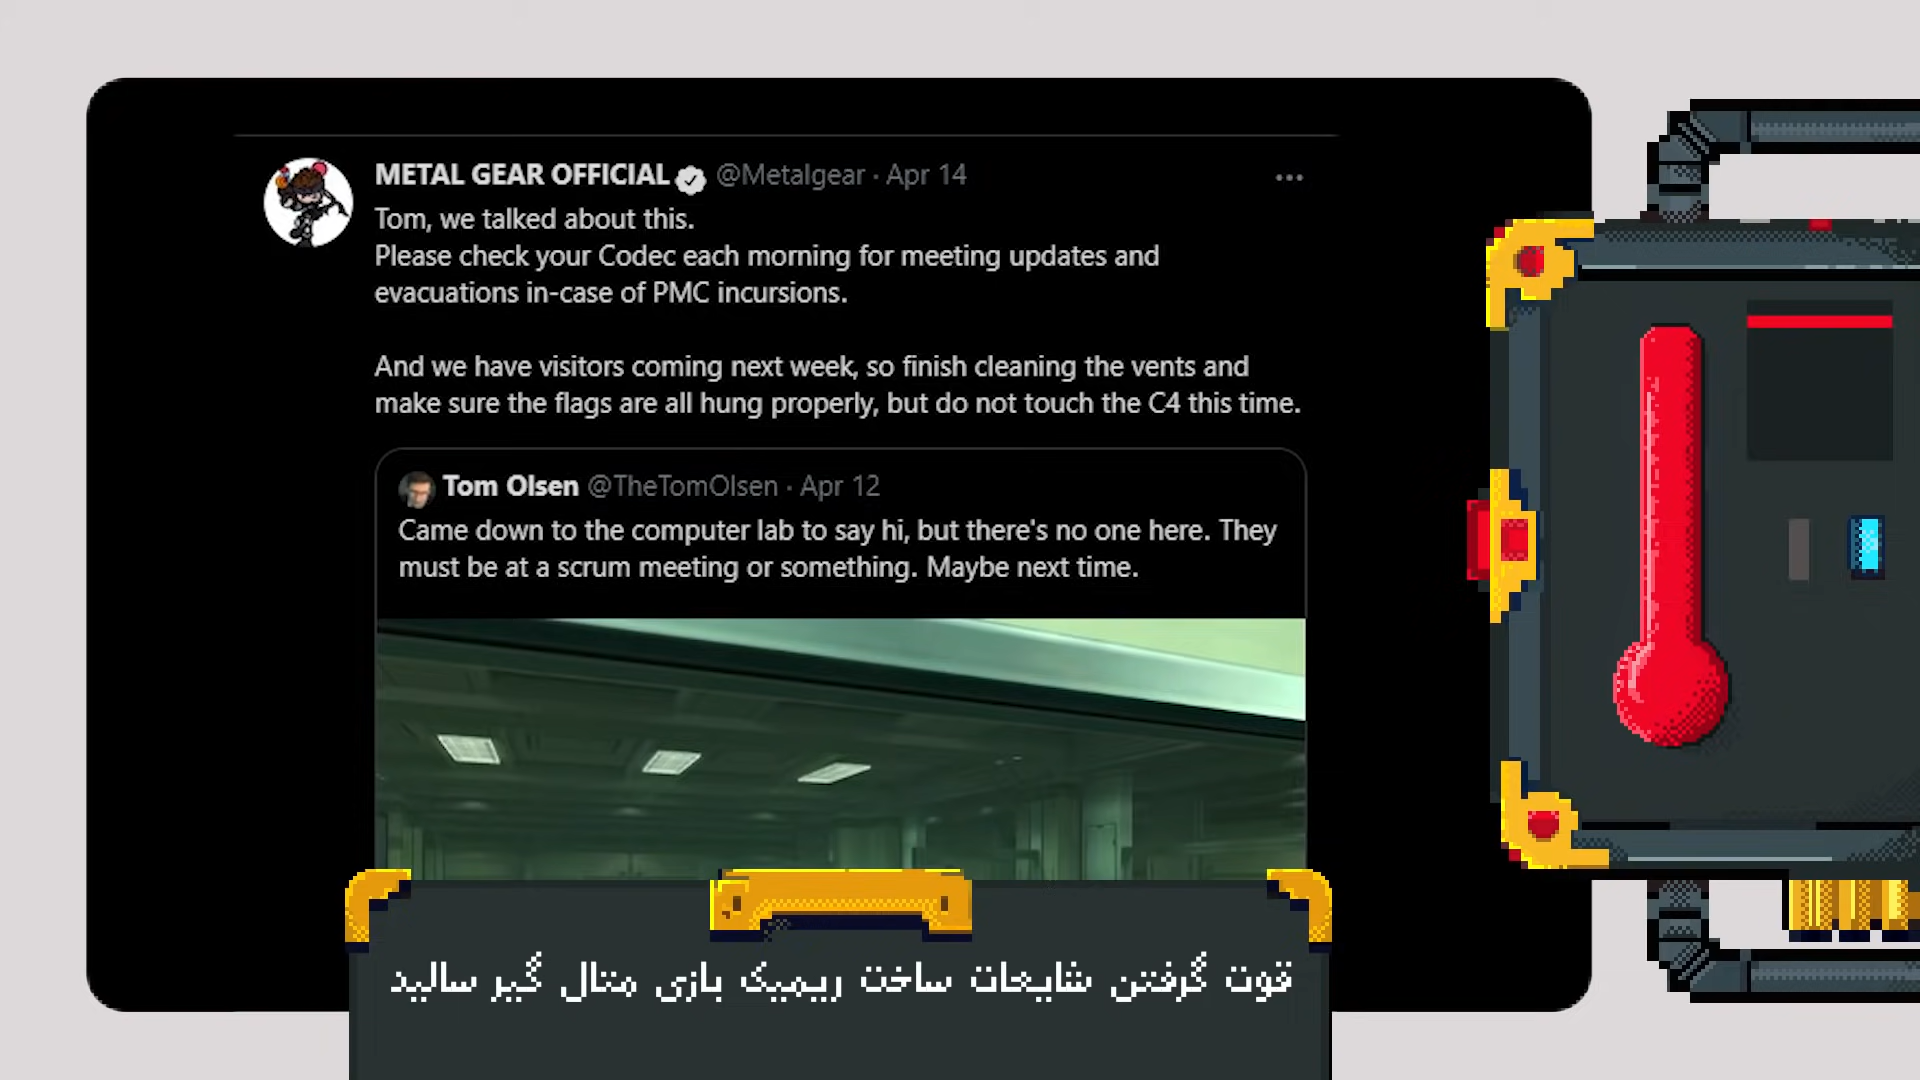 METAL GEAR OFFICIAL @Metalgear · Apr 14
Tom, we talked about this.
Please check your Codec each morning for meeting updates and
evacuations in-case of PMC incursions.
And we have visitors coming next week, so finish cleaning the vents and
make sure the flags are all hung properly, but do not touch the C4 this time.
Tom Olsen @TheTomOlsen · Apr 12
Came down to the computer lab to say hi, but there's no one here. They
must be at a scrum meeting or something. Maybe next time.
قوت گرفتن شایعات ساخت ریمیک بازی متال گیر سالید